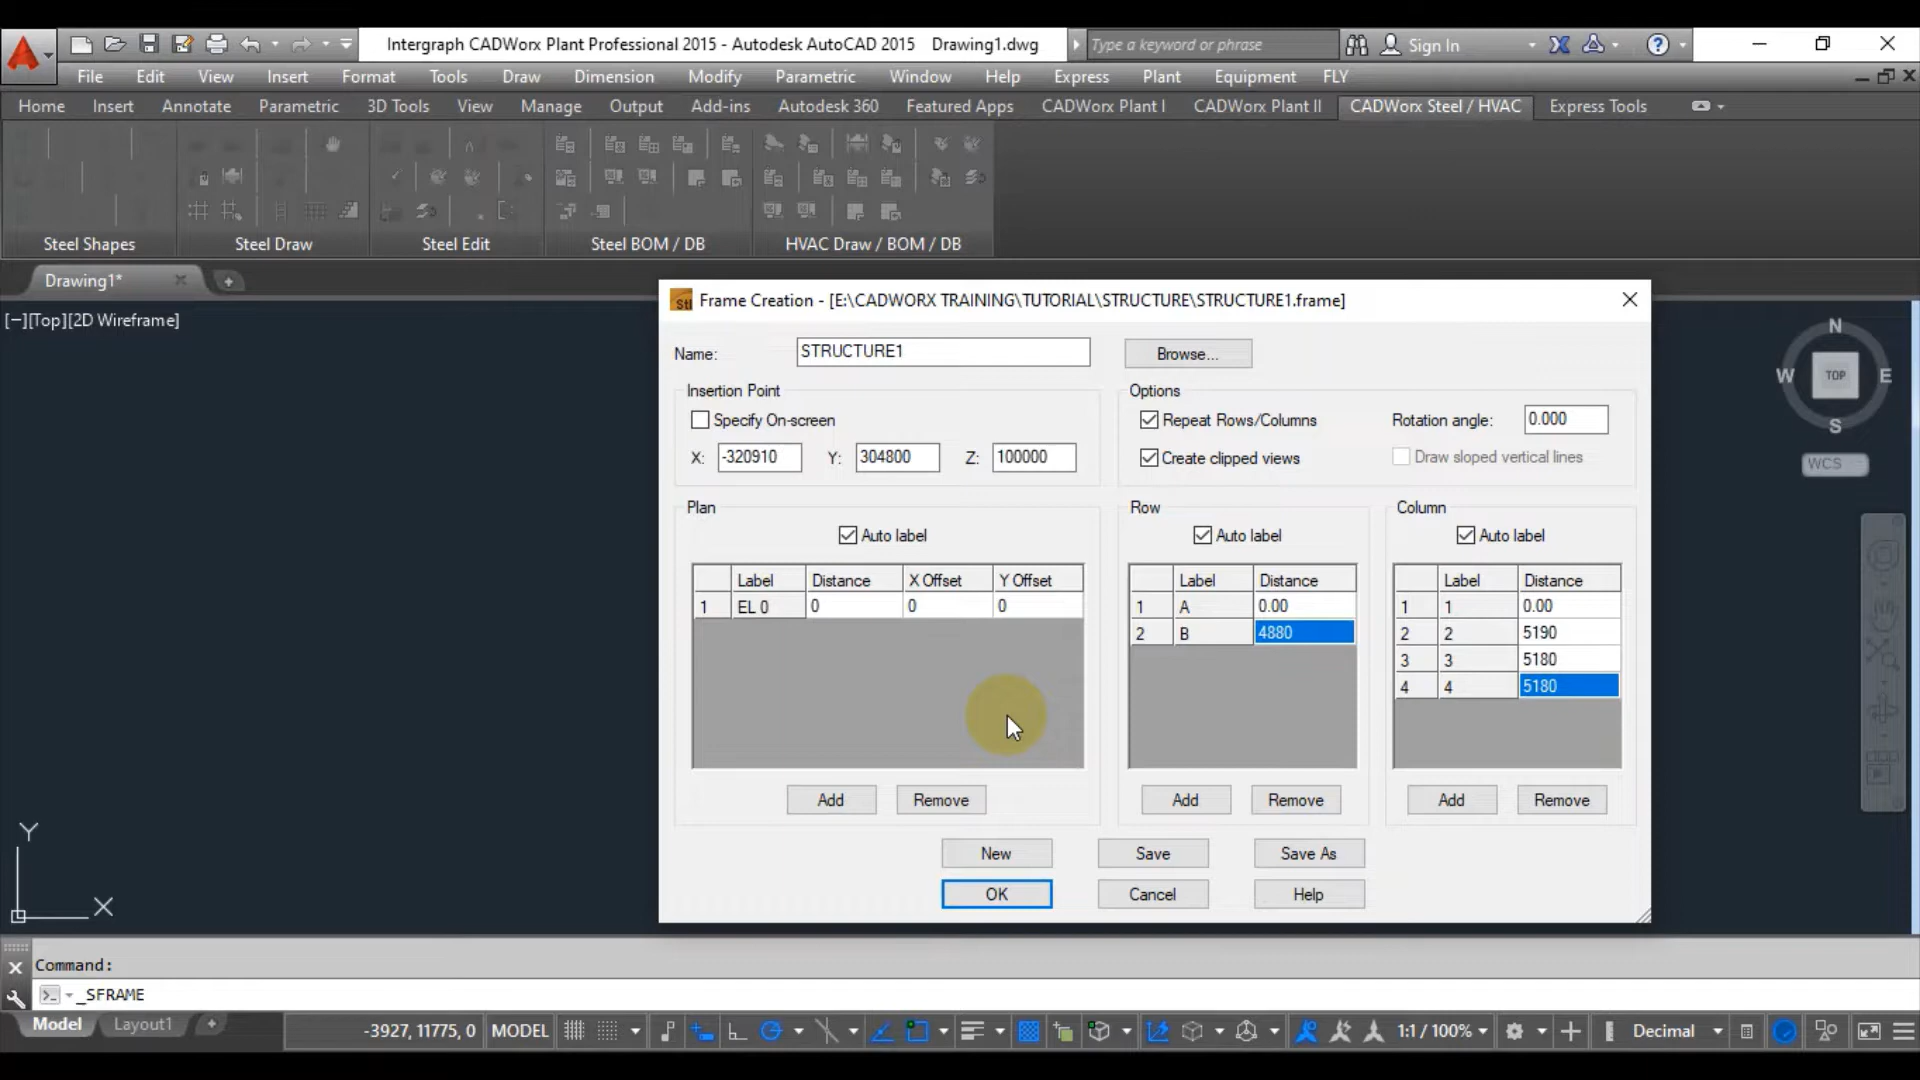 Intergraph CADWorx Plant Professional 2015 - Autodesk AutoCAD 2015 Drawing1.dwg
Type a keyword or phrase
Sign In
File Edit View Insert Format Tools Draw Dimension Modify Parametric Window Help Express Plant Equipment FLY
Home Insert Annotate Parametric 3D Tools View Manage Output Add-ins Autodesk 360 Featured Apps CADWorx Plant I CADWorx Plant II CADWorx Steel / HVAC Express Tools
Steel Shapes Steel Draw Steel Edit Steel BOM / DB HVAC Draw / BOM / DB
Drawing1*
[−][Top][2D Wireframe]
Stl Frame Creation - [E:\CADWORX TRAINING\TUTORIAL\STRUCTURE\STRUCTURE1.frame]
Name: STRUCTURE1 Browse...
Insertion Point
Specify On-screen
X: -320910 Y: 304800 Z: 100000
Options
Repeat Rows/Columns Rotation angle: 0.000
Create clipped views Draw sloped vertical lines
Plan
Auto label
Label Distance X Offset Y Offset
1 EL 0 0 0 0
Add Remove
Row
Auto label
Label Distance
1 A 0.00
2 B 4880
Add Remove
Column
Auto label
Label Distance
1 1 0.00
2 2 5190
3 3 5180
4 4 5180
Add Remove
New Save Save As
OK Cancel Help
N
W TOP E
S
WCS
Y
X
Command:
_SFRAME
Model Layout1
-3927, 11775, 0 MODEL 1:1 / 100% Decimal